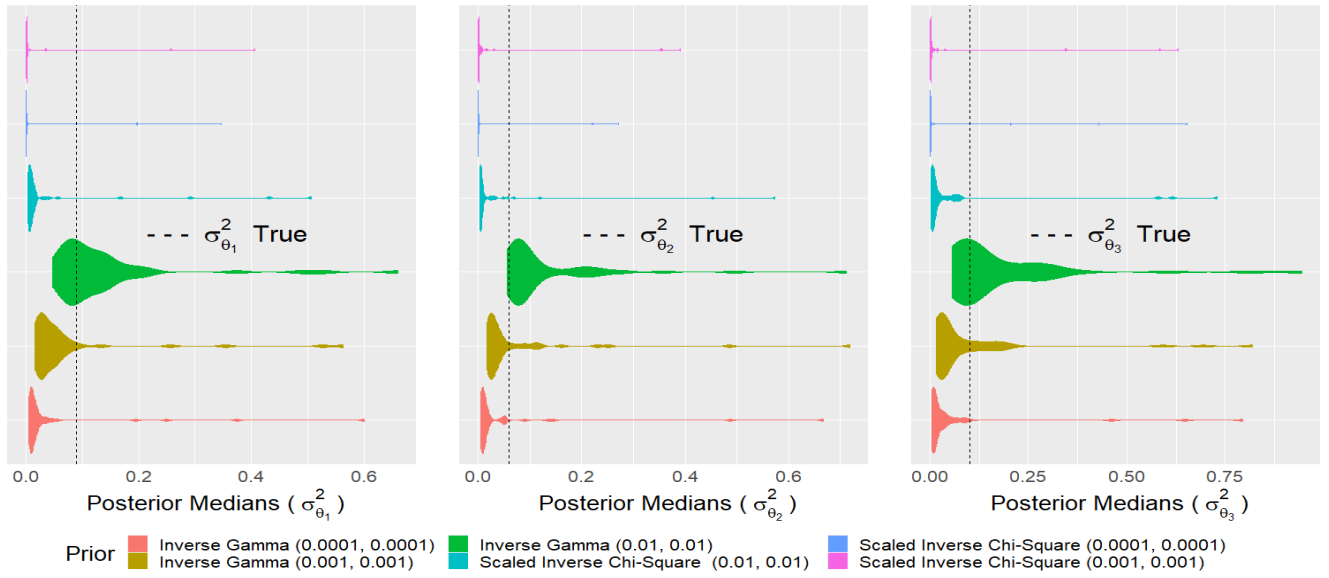 - - - σ²θ₁ True
- - - σ²θ₂ True
- - - σ²θ₃ True
0.0 0.2 0.4 0.6
0.0 0.2 0.4 0.6
0.00 0.25 0.50 0.75
Posterior Medians ( σ²θ₁ )
Posterior Medians ( σ²θ₂ )
Posterior Medians ( σ²θ₃ )
Prior
Inverse Gamma (0.0001, 0.0001) Inverse Gamma (0.01, 0.01) Scaled Inverse Chi-Square (0.0001, 0.0001)
Inverse Gamma (0.001, 0.001) Scaled Inverse Chi-Square (0.01, 0.01) Scaled Inverse Chi-Square (0.001, 0.001)